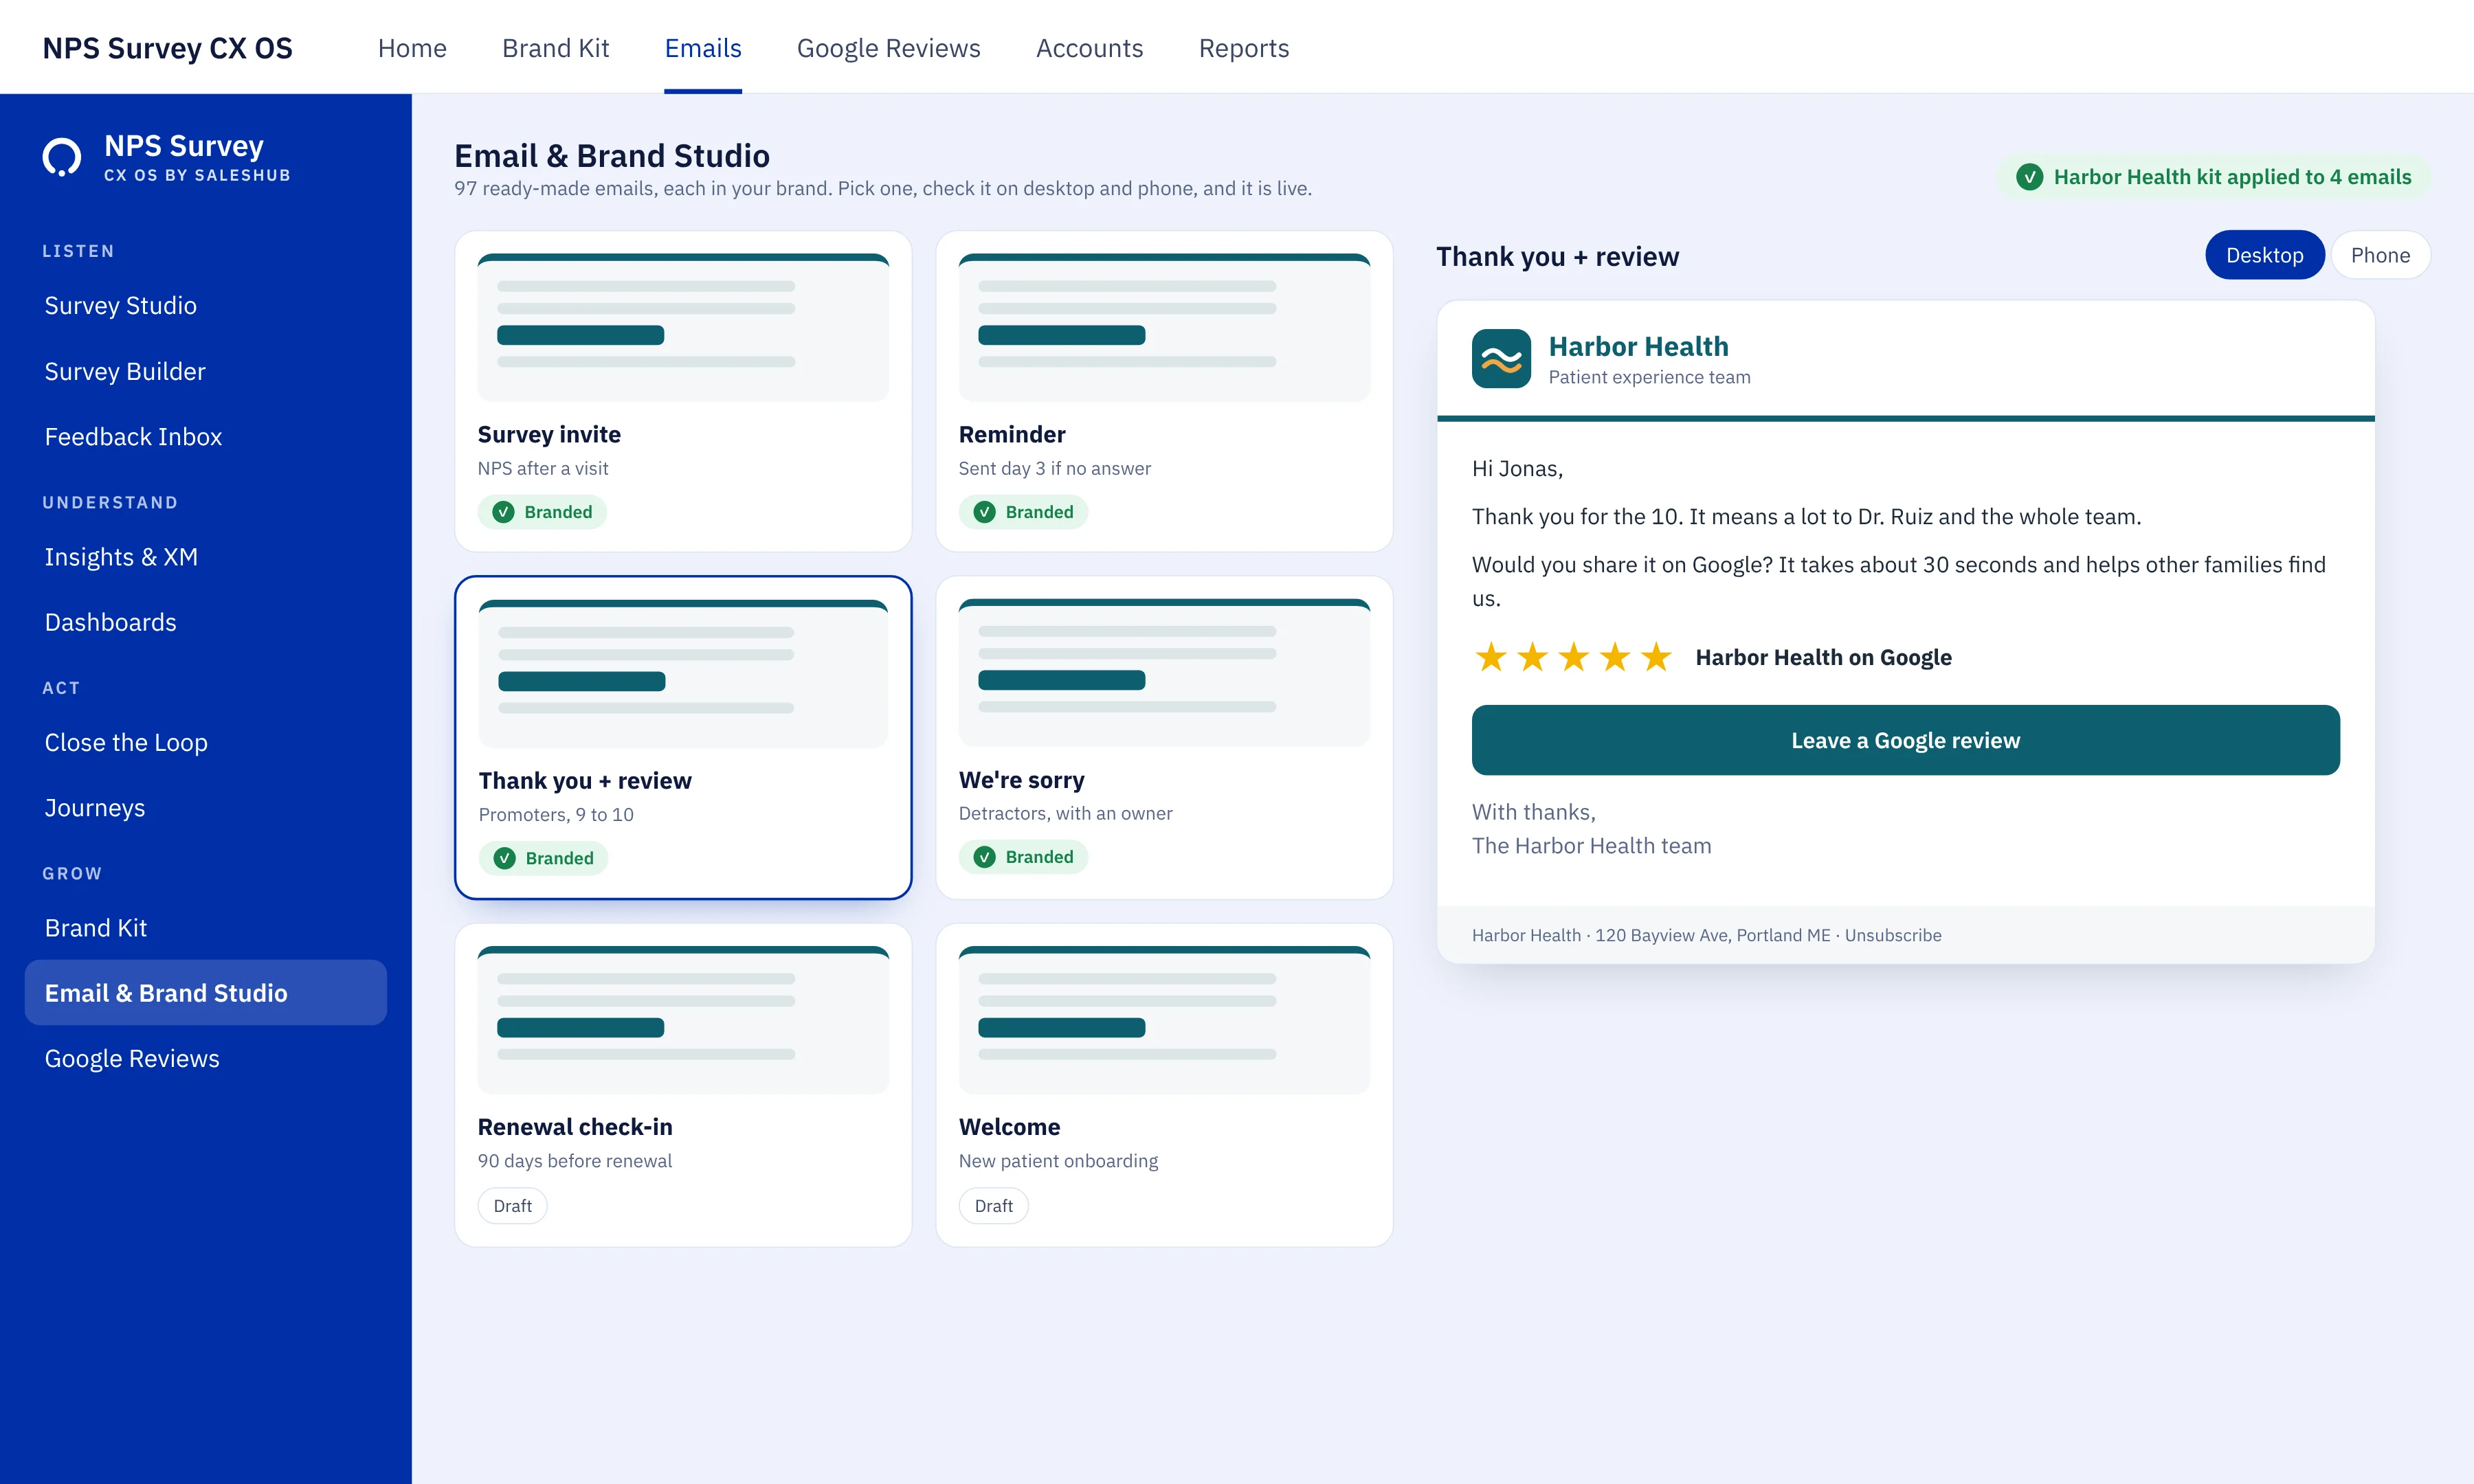 NPS Survey CX OS
Home
Brand Kit
Emails
Google Reviews
Accounts
Reports
NPS Survey
CX OS BY SALESHUB
LISTEN
Survey Studio
Survey Builder
Feedback Inbox
UNDERSTAND
Insights & XM
Dashboards
ACT
Close the Loop
Journeys
GROW
Brand Kit
Email & Brand Studio
Google Reviews
Email & Brand Studio
97 ready-made emails, each in your brand. Pick one, check it on desktop and phone, and it is live.
Harbor Health kit applied to 4 emails
Survey invite
NPS after a visit
Branded
Reminder
Sent day 3 if no answer
Branded
Thank you + review
Promoters, 9 to 10
Branded
We're sorry
Detractors, with an owner
Branded
Renewal check-in
90 days before renewal
Draft
Welcome
New patient onboarding
Draft
Thank you + review
Desktop
Phone
Harbor Health
Patient experience team
Hi Jonas,
Thank you for the 10. It means a lot to Dr. Ruiz and the whole team.
Would you share it on Google? It takes about 30 seconds and helps other families find
us.
Harbor Health on Google
Leave a Google review
With thanks,
The Harbor Health team
Harbor Health · 120 Bayview Ave, Portland ME · Unsubscribe